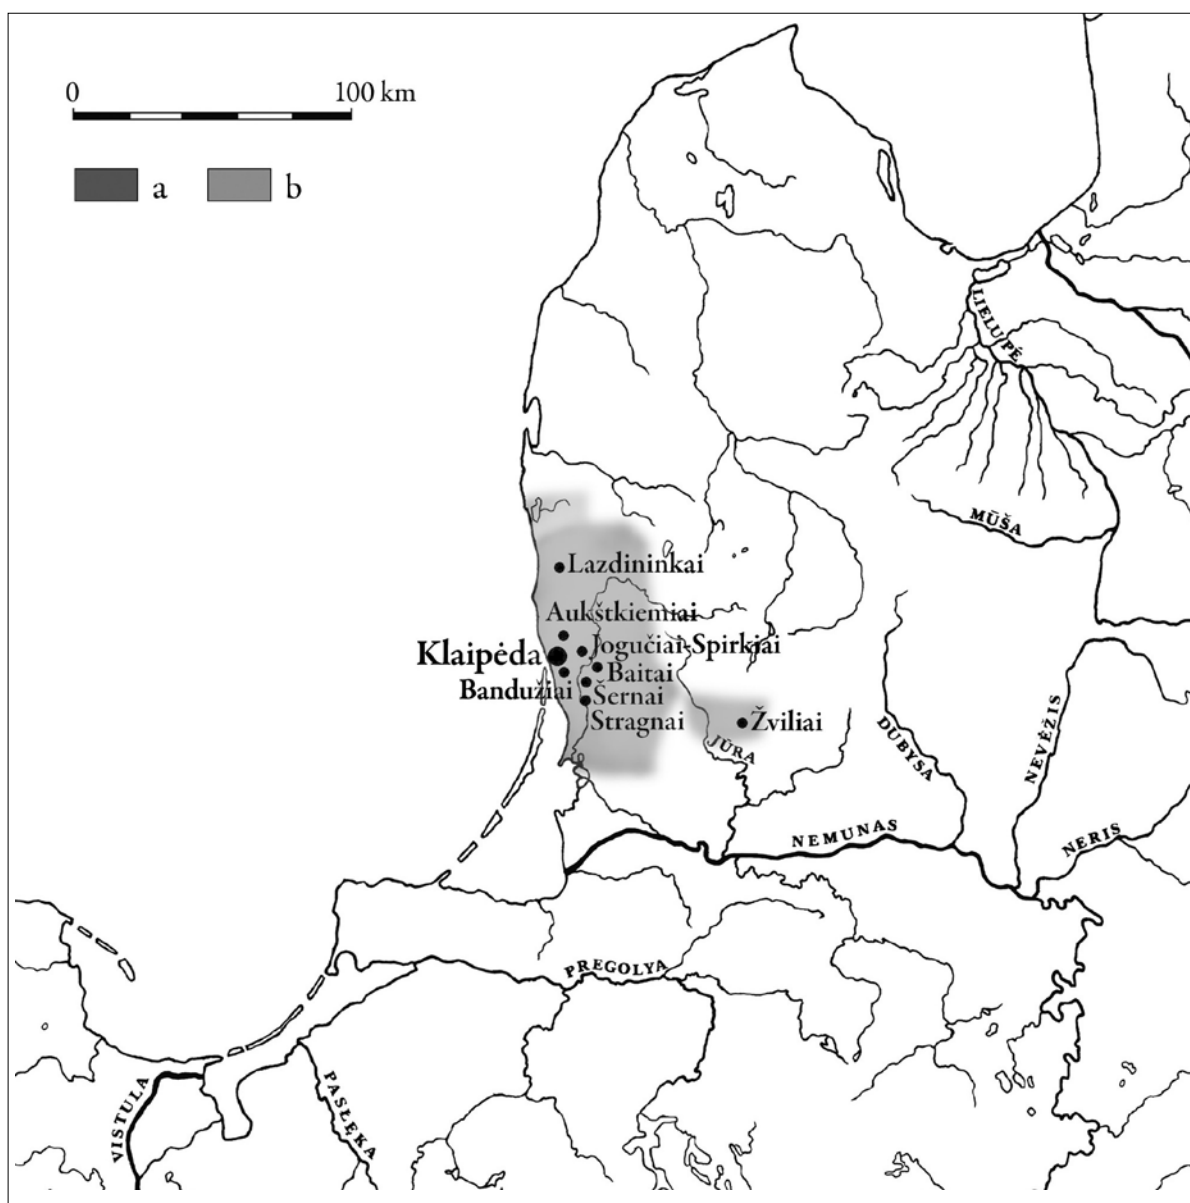 0 100 km
a b
LIELUPĖ
MŪŠA
Lazdininkai
Aukštkiemiai
Jogučiai-Spirkiai
Klaipėda
Baitai
Bandužiai
Šernai
Stragnai
Žviliai
JŪRA
DUBYSA
NEVĖŽIS
NEMUNAS
NERIS
PREGOLYA
VISTULA
PASŁĘKA